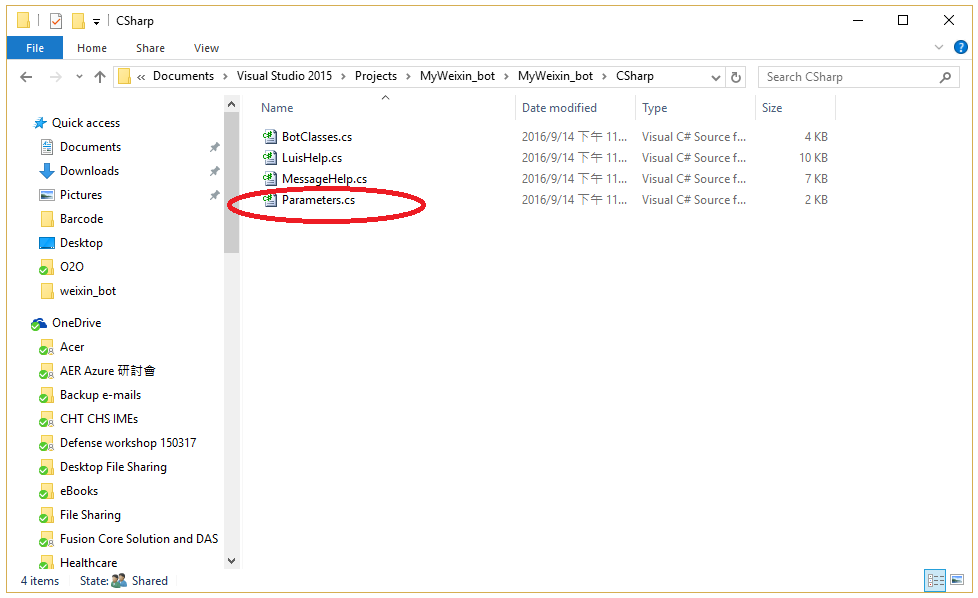 CSharp
File Home Share View
« Documents > Visual Studio 2015 > Projects > MyWeixin_bot > MyWeixin_bot > CSharp
Search CSharp
Name Date modified Type Size
BotClasses.cs 2016/9/14 下午 11... Visual C# Source f... 4 KB
LuisHelp.cs 2016/9/14 下午 11... Visual C# Source f... 10 KB
MessageHelp.cs 2016/9/14 下午 11... Visual C# Source f... 7 KB
Parameters.cs 2016/9/14 下午 11... Visual C# Source f... 2 KB
Quick access
Documents
Downloads
Pictures
Barcode
Desktop
O2O
weixin_bot
OneDrive
Acer
AER Azure 研討會
Backup e-mails
CHT CHS IMEs
Defense workshop 150317
Desktop File Sharing
eBooks
File Sharing
Fusion Core Solution and DAS
Healthcare
4 items State: Shared